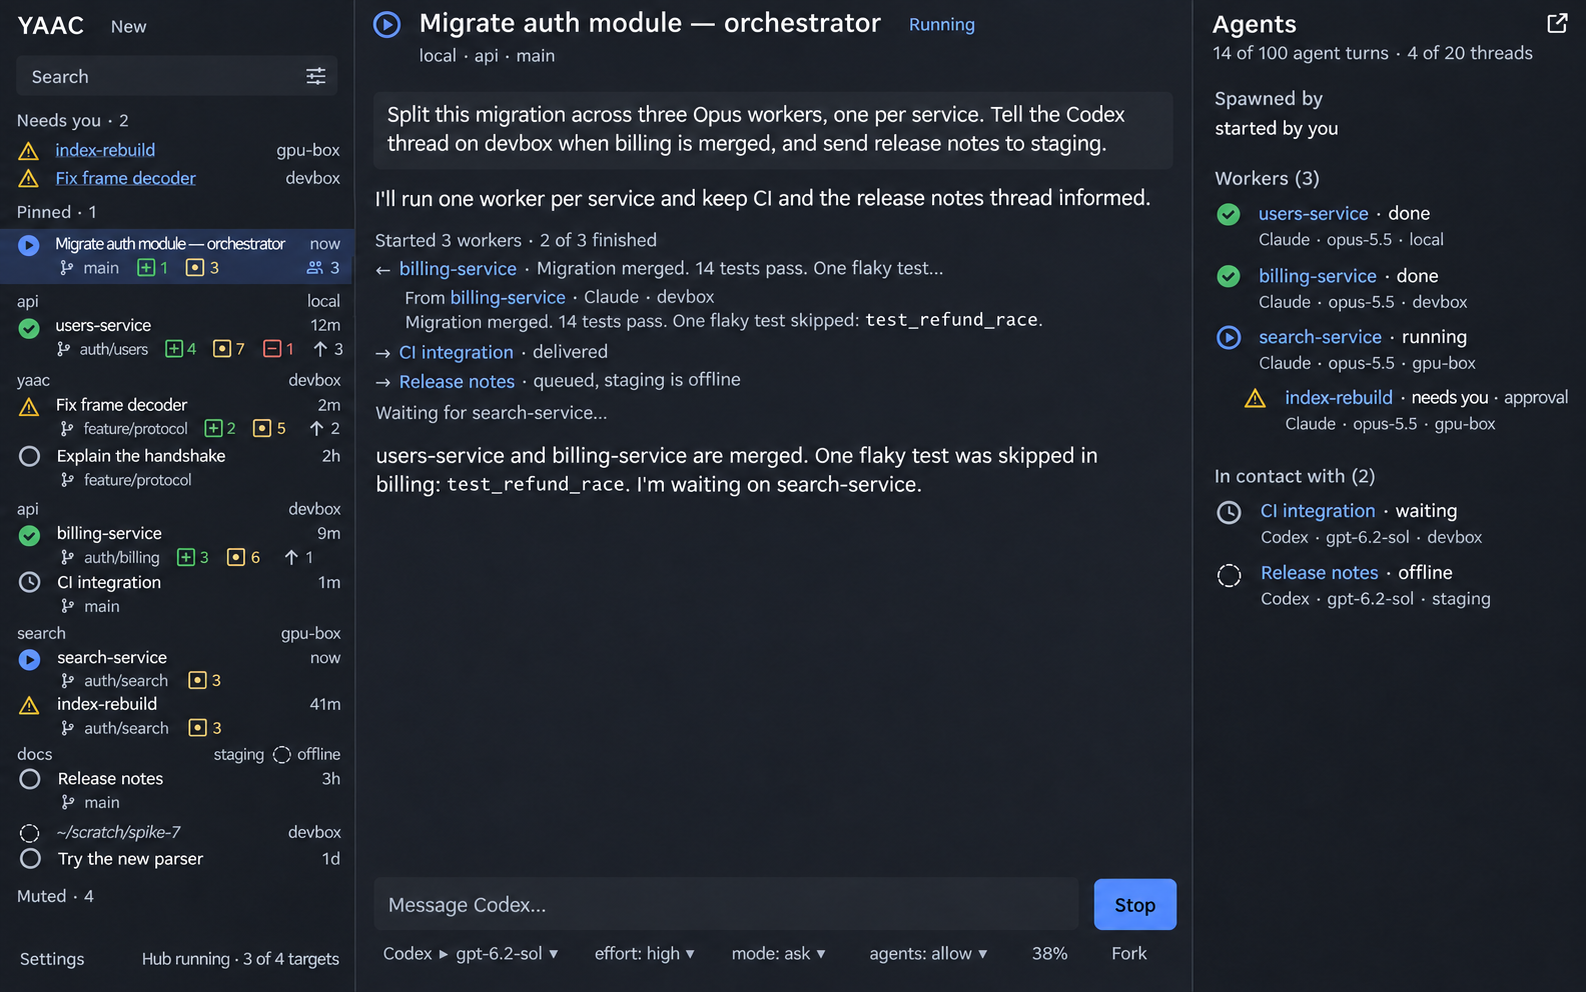 YAAC New
Search
Needs you · 2
index-rebuild gpu-box
Fix frame decoder devbox
Pinned · 1
Migrate auth module — orchestrator now
main 1 3 3
api local
users-service 12m
auth/users 4 7 1 ↑ 3
yaac devbox
Fix frame decoder 2m
feature/protocol 2 5 ↑ 2
Explain the handshake 2h
feature/protocol
api devbox
billing-service 9m
auth/billing 3 6 ↑ 1
CI integration 1m
main
search gpu-box
search-service now
auth/search 3
index-rebuild 41m
auth/search 3
docs staging offline
Release notes 3h
main
~/scratch/spike-7 devbox
Try the new parser 1d
Muted · 4
Settings Hub running · 3 of 4 targets
Migrate auth module — orchestrator Running
local · api · main
Split this migration across three Opus workers, one per service. Tell the Codex
thread on devbox when billing is merged, and send release notes to staging.
I'll run one worker per service and keep CI and the release notes thread informed.
Started 3 workers · 2 of 3 finished
← billing-service · Migration merged. 14 tests pass. One flaky test...
From billing-service · Claude · devbox
Migration merged. 14 tests pass. One flaky test skipped: test_refund_race.
→ CI integration · delivered
→ Release notes · queued, staging is offline
Waiting for search-service...
users-service and billing-service are merged. One flaky test was skipped in
billing: test_refund_race. I'm waiting on search-service.
Message Codex...
Stop
Codex ▸ gpt-6.2-sol ▾ effort: high ▾ mode: ask ▾ agents: allow ▾ 38% Fork
Agents
14 of 100 agent turns · 4 of 20 threads
Spawned by
started by you
Workers (3)
users-service · done
Claude · opus-5.5 · local
billing-service · done
Claude · opus-5.5 · devbox
search-service · running
Claude · opus-5.5 · gpu-box
index-rebuild · needs you · approval
Claude · opus-5.5 · gpu-box
In contact with (2)
CI integration · waiting
Codex · gpt-6.2-sol · devbox
Release notes · offline
Codex · gpt-6.2-sol · staging